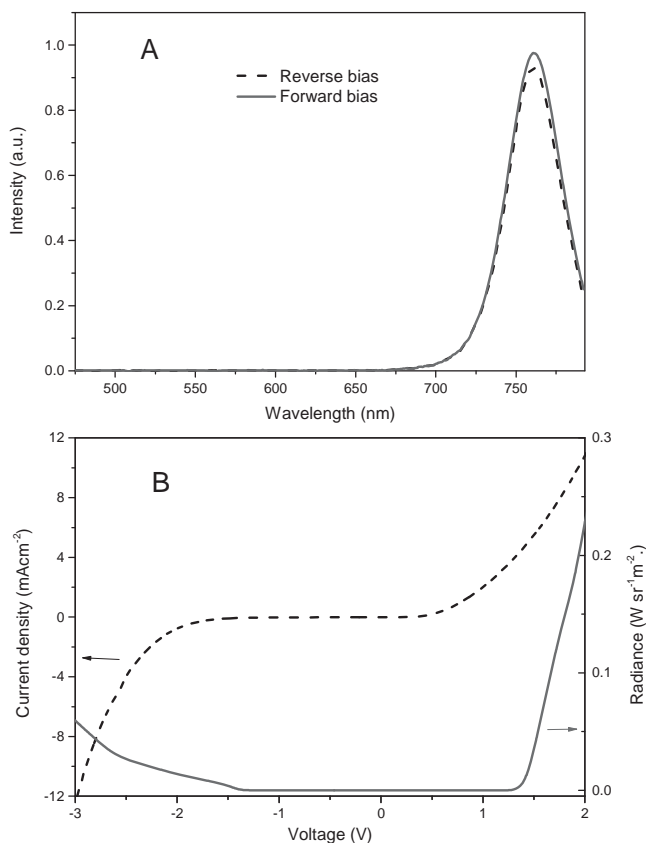 A
Reverse bias
Forward bias
1.0
0.8
0.6
0.4
0.2
0.0
Intensity (a.u.)
500 550 600 650 700 750
Wavelength (nm)
B
12
8
4
0
-4
-8
-12
Current density (mAcm-2)
0.3
0.2
0.1
0.0
Radiance (W sr-1m-2.)
-3 -2 -1 0 1 2
Voltage (V)